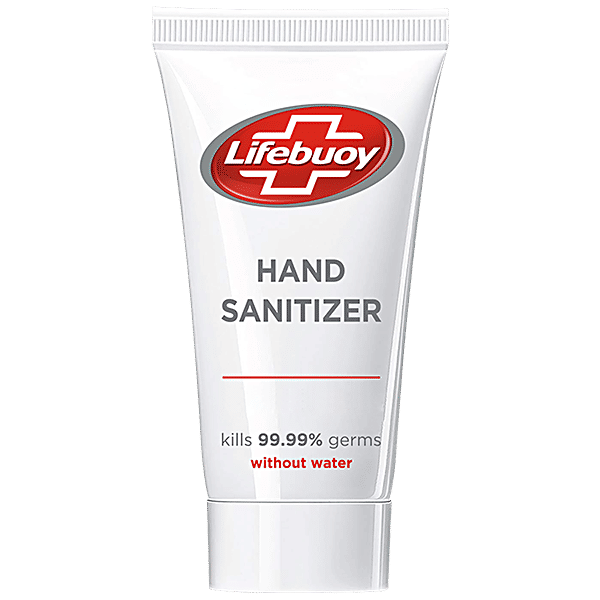 Lifebuoy
HAND
SANITIZER
kills 99.99% germs
without water